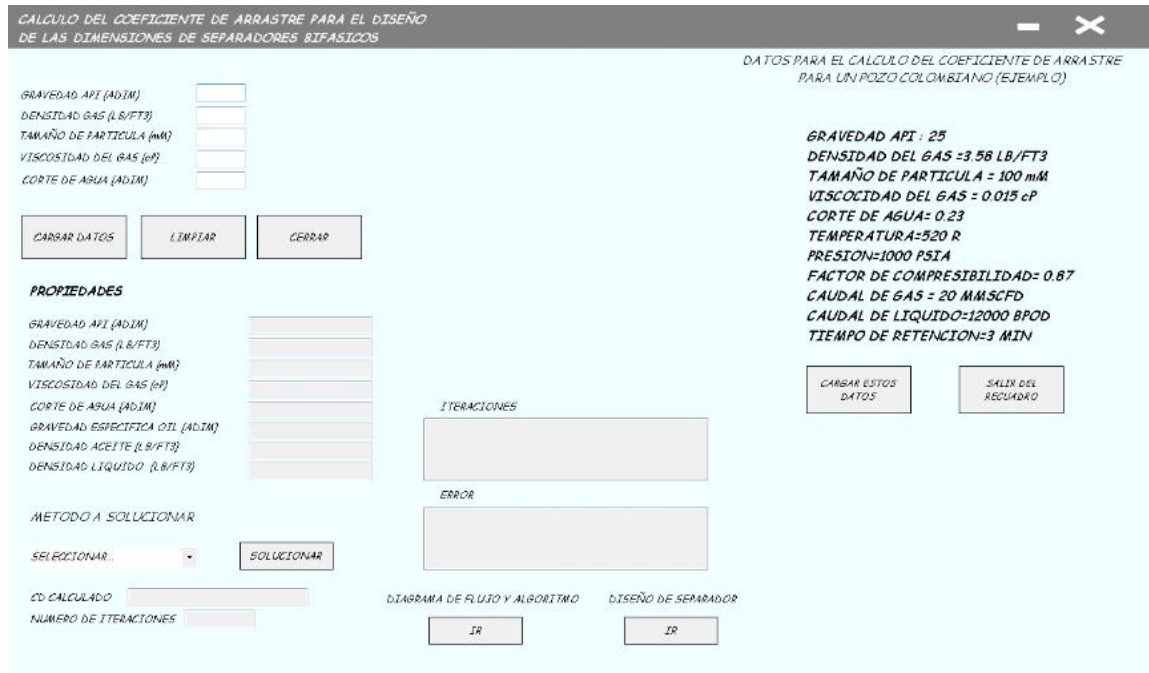 CALCULO DEL COEFICIENTE DE ARRASTRE PARA EL DISEÑO
DE LAS DIMENSIONES DE SEPARADORES BIFASICOS
GRAVEDAD API (ADIM)
DENSIDAD GAS (LB/FT3)
TAMAÑO DE PARTICULA (mM)
VISCOSIDAD DEL GAS (cP)
CORTE DE AGUA (ADIM)
CARGAR DATOS
LIMPIAR
CERRAR
PROPIEDADES
GRAVEDAD API (ADIM)
DENSIDAD GAS (LB/FT3)
TAMAÑO DE PARTICULA (mM)
VISCOSIDAD DEL GAS (cP)
CORTE DE AGUA (ADIM)
GRAVEDAD ESPECIFICA OIL (ADIM)
DENSIDAD ACEITE (LB/FT3)
DENSIDAD LIQUIDO (LB/FT3)
METODO A SOLUCIONAR
SELECCIONAR...
SOLUCIONAR
CD CALCULADO
NUMERO DE ITERACIONES
ITERACIONES
ERROR
DIAGRAMA DE FLUJO Y ALGORITMO
IR
DISEÑO DE SEPARADOR
IR
DATOS PARA EL CALCULO DEL COEFICIENTE DE ARRASTRE
PARA UN POZO COLOMBIANO (EJEMPLO)
GRAVEDAD API : 25
DENSIDAD DEL GAS =3.58 LB/FT3
TAMAÑO DE PARTICULA = 100 mM
VISCOCIDAD DEL GAS = 0.015 cP
CORTE DE AGUA= 0.23
TEMPERATURA=520 R
PRESION=1000 PSIA
FACTOR DE COMPRESIBILIDAD= 0.87
CAUDAL DE GAS = 20 MMSCFD
CAUDAL DE LIQUIDO=12000 BPOD
TIEMPO DE RETENCION=3 MIN
CARGAR ESTOS
DATOS
SALIR DEL
RECUADRO